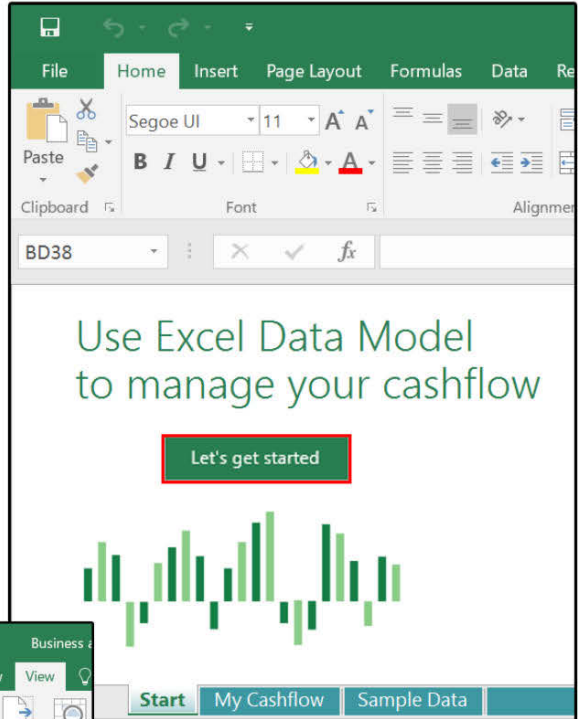 File Home Insert Page Layout Formulas Data Re
Segoe UI 11 A A
Paste
B I U A
Clipboard Font Alignmen
BD38 fx
Use Excel Data Model
to manage your cashflow
Let's get started
Business a
View
Start My Cashflow Sample Data